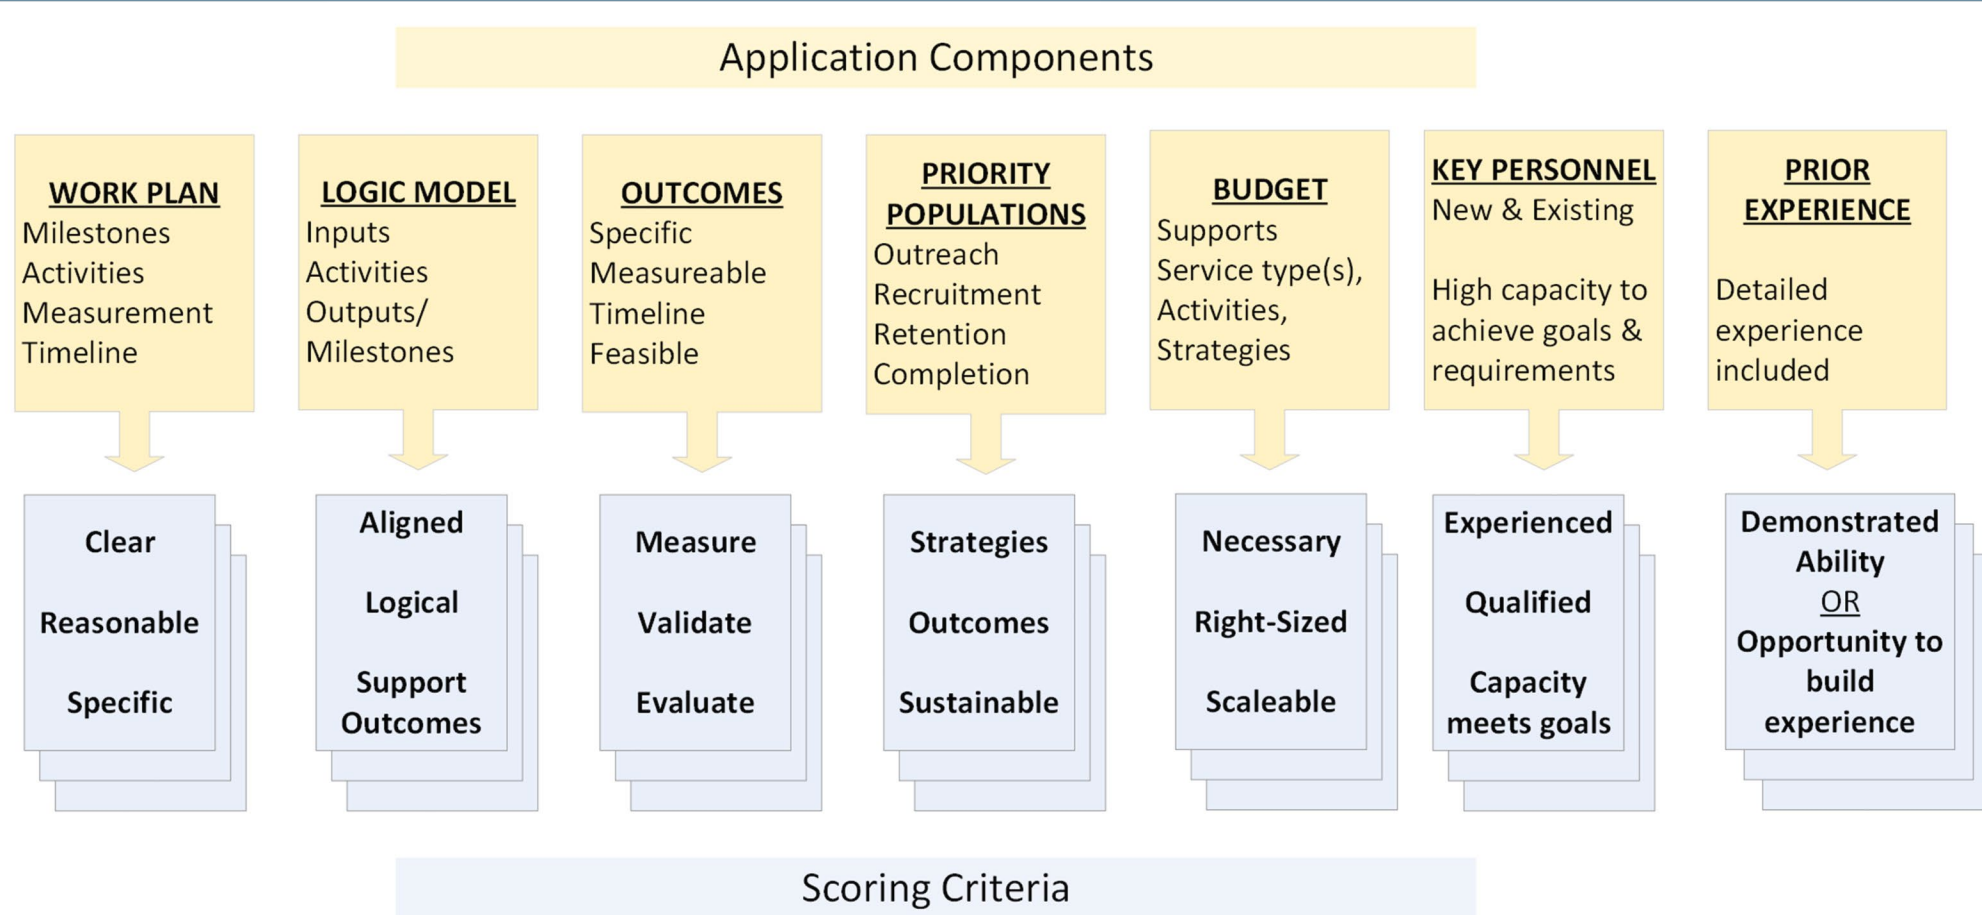 Application Components
WORK PLAN
Milestones
Activities
Measurement
Timeline
LOGIC MODEL
Inputs
Activities
Outputs/
Milestones
OUTCOMES
Specific
Measureable
Timeline
Feasible
PRIORITY
POPULATIONS
Outreach
Recruitment
Retention
Completion
BUDGET
Supports
Service type(s),
Activities,
Strategies
KEY PERSONNEL
New & Existing
High capacity to
achieve goals &
requirements
PRIOR
EXPERIENCE
Detailed
experience
included
Clear
Reasonable
Specific
Aligned
Logical
Support
Outcomes
Measure
Validate
Evaluate
Strategies
Outcomes
Sustainable
Necessary
Right-Sized
Scaleable
Experienced
Qualified
Capacity
meets goals
Demonstrated
Ability
OR
Opportunity to
build
experience
Scoring Criteria